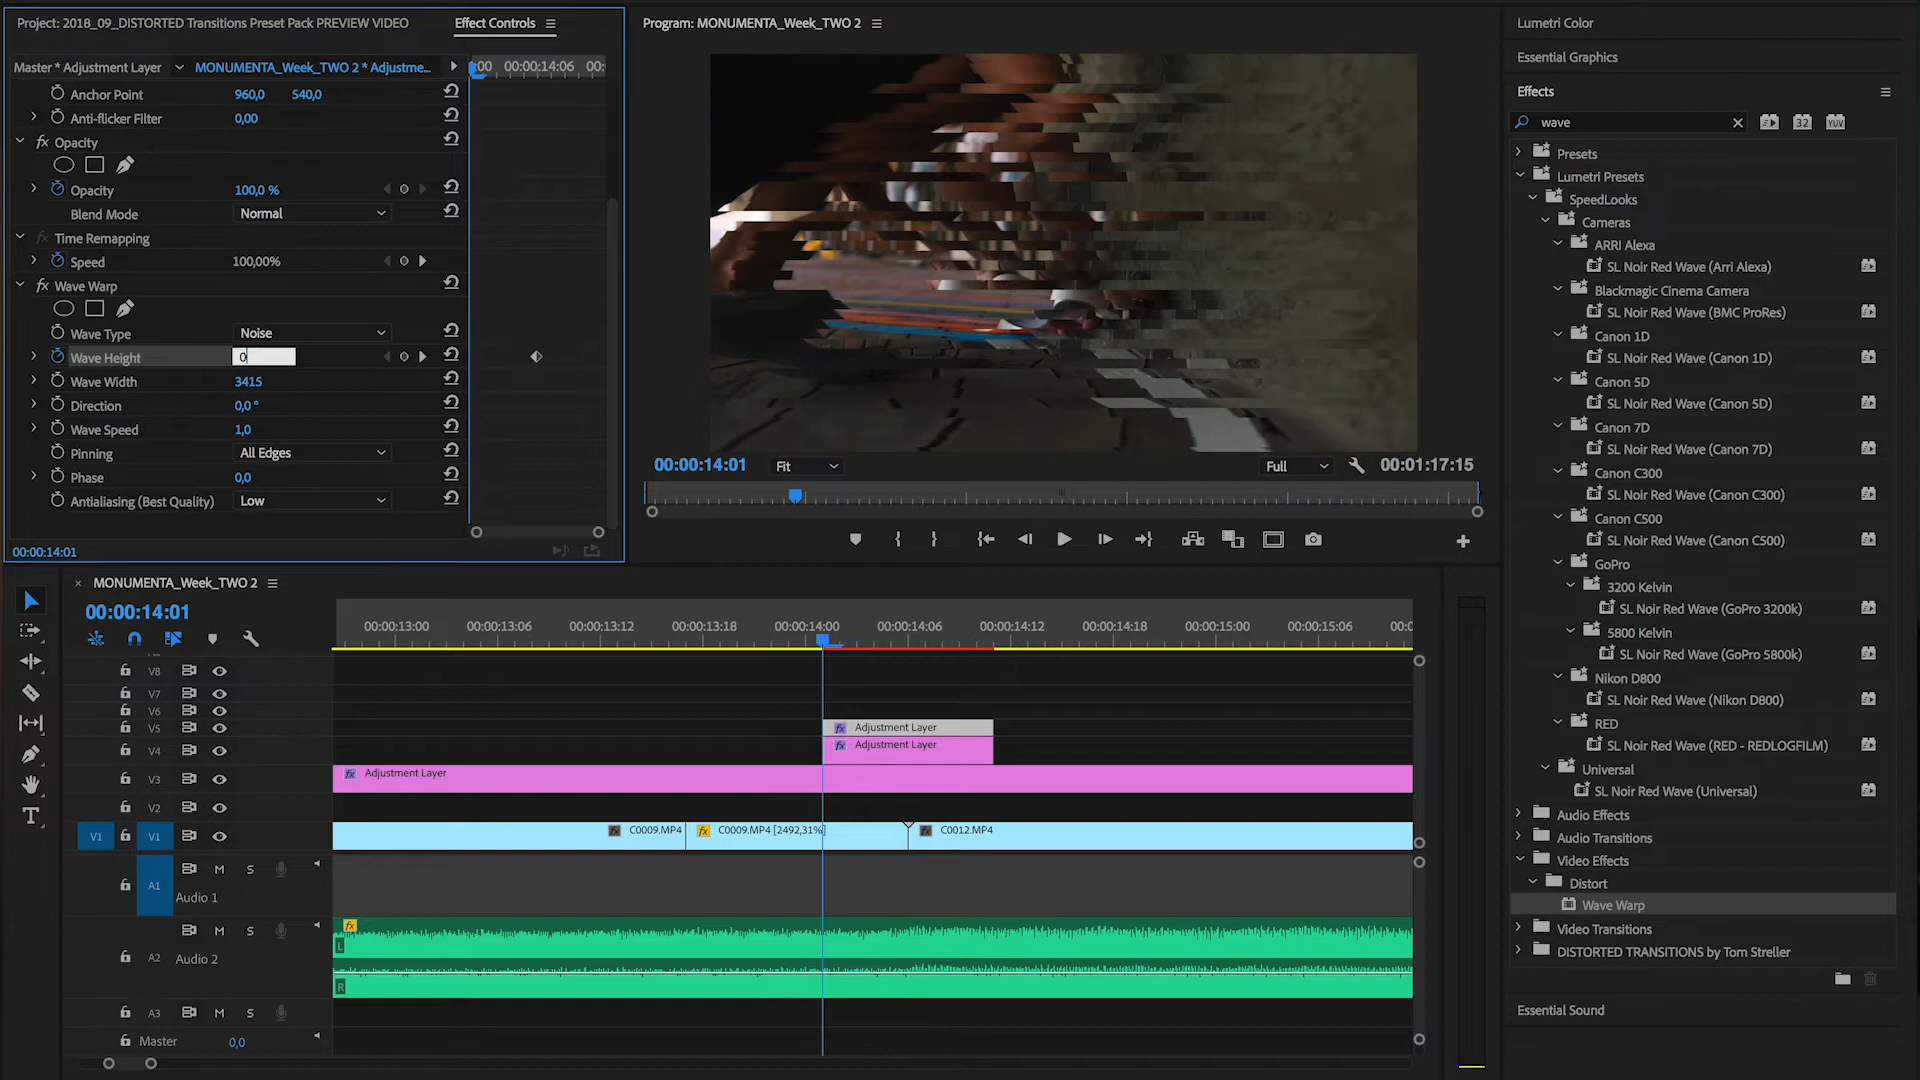 Project: 2018_09_DISTORTED Transitions Preset Pack PREVIEW VIDEO
Effect Controls
Master * Adjustment Layer
MONUMENTA_Week_TWO 2 * Adjustme...
:00
00:00:14:06
00:
Anchor Point 960,0 540,0
Anti-flicker Filter 0,00
fx Opacity
Opacity 100,0 %
Blend Mode Normal
fx Time Remapping
Speed 100,00%
fx Wave Warp
Wave Type Noise
Wave Height 0
Wave Width 3415
Direction 0,0 °
Wave Speed 1,0
Pinning All Edges
Phase 0,0
Antialiasing (Best Quality) Low
00:00:14:01
Program: MONUMENTA_Week_TWO 2
00:00:14:01 Fit Full 00:01:17:15
Lumetri Color
Essential Graphics
Effects
wave
32
YUV
Presets
Lumetri Presets
SpeedLooks
Cameras
ARRI Alexa
SL Noir Red Wave (Arri Alexa)
Blackmagic Cinema Camera
SL Noir Red Wave (BMC ProRes)
Canon 1D
SL Noir Red Wave (Canon 1D)
Canon 5D
SL Noir Red Wave (Canon 5D)
Canon 7D
SL Noir Red Wave (Canon 7D)
Canon C300
SL Noir Red Wave (Canon C300)
Canon C500
SL Noir Red Wave (Canon C500)
GoPro
3200 Kelvin
SL Noir Red Wave (GoPro 3200k)
5800 Kelvin
SL Noir Red Wave (GoPro 5800k)
Nikon D800
SL Noir Red Wave (Nikon D800)
RED
SL Noir Red Wave (RED - REDLOGFILM)
Universal
SL Noir Red Wave (Universal)
Audio Effects
Audio Transitions
Video Effects
Distort
Wave Warp
Video Transitions
DISTORTED TRANSITIONS by Tom Streller
Essential Sound
× MONUMENTA_Week_TWO 2
00:00:14:01
00:00:13:00 00:00:13:06 00:00:13:12 00:00:13:18 00:00:14:00 00:00:14:06 00:00:14:12 00:00:14:18 00:00:15:00 00:00:15:06 00:0
V8
V7
V6
V5 fx Adjustment Layer
V4 fx Adjustment Layer
V3 fx Adjustment Layer
V2
V1 V1 fx C0009.MP4 fx C0009.MP4 [2492,31%] fx C0012.MP4
A1 M S
Audio 1
M S fx
A2 Audio 2
L
R
A3 M S
Master 0,0